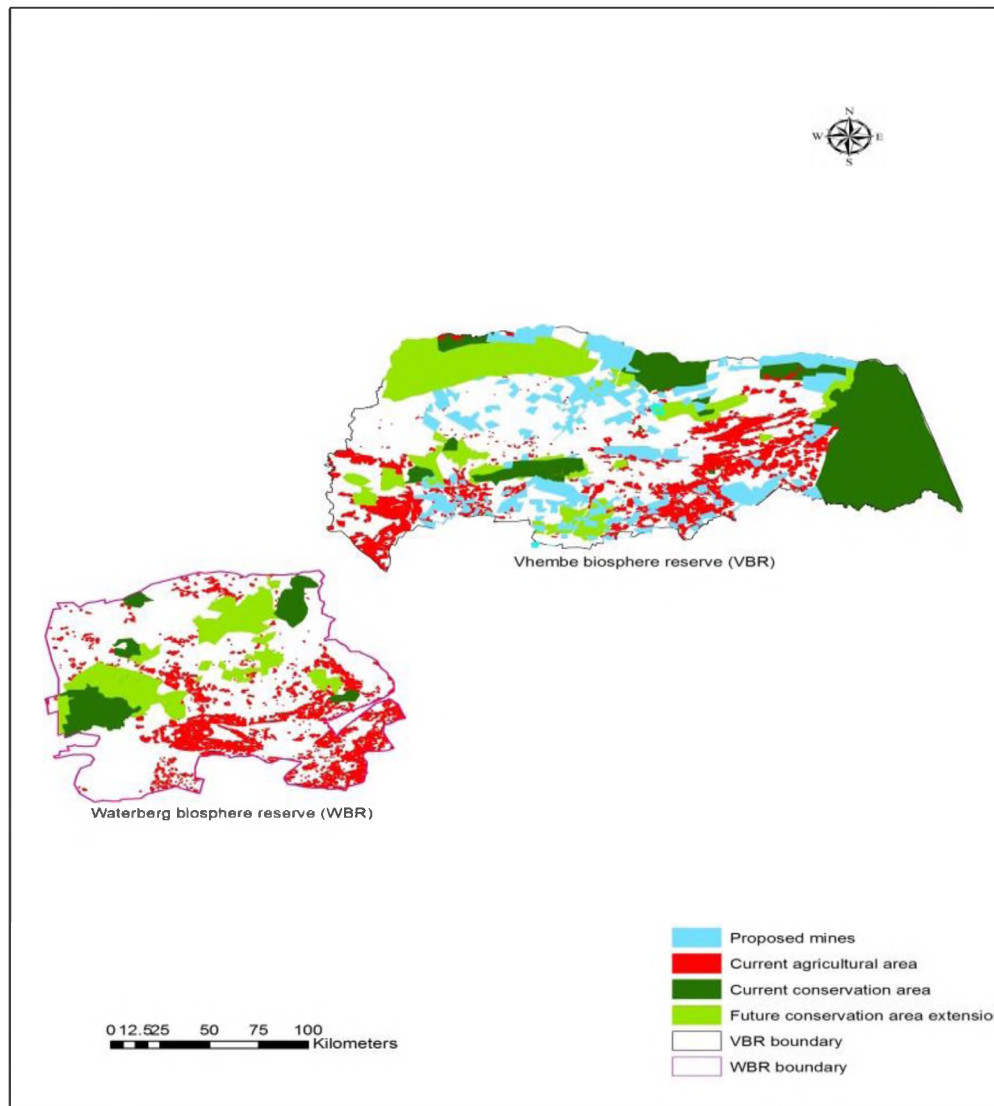 N
W E
S
Vhembe biosphere reserve (VBR)
Waterberg biosphere reserve (WBR)
Proposed mines
Current agricultural area
Current conservation area
Future conservation area extensio
VBR boundary
WBR boundary
0 12.525 50 75 100
Kilometers